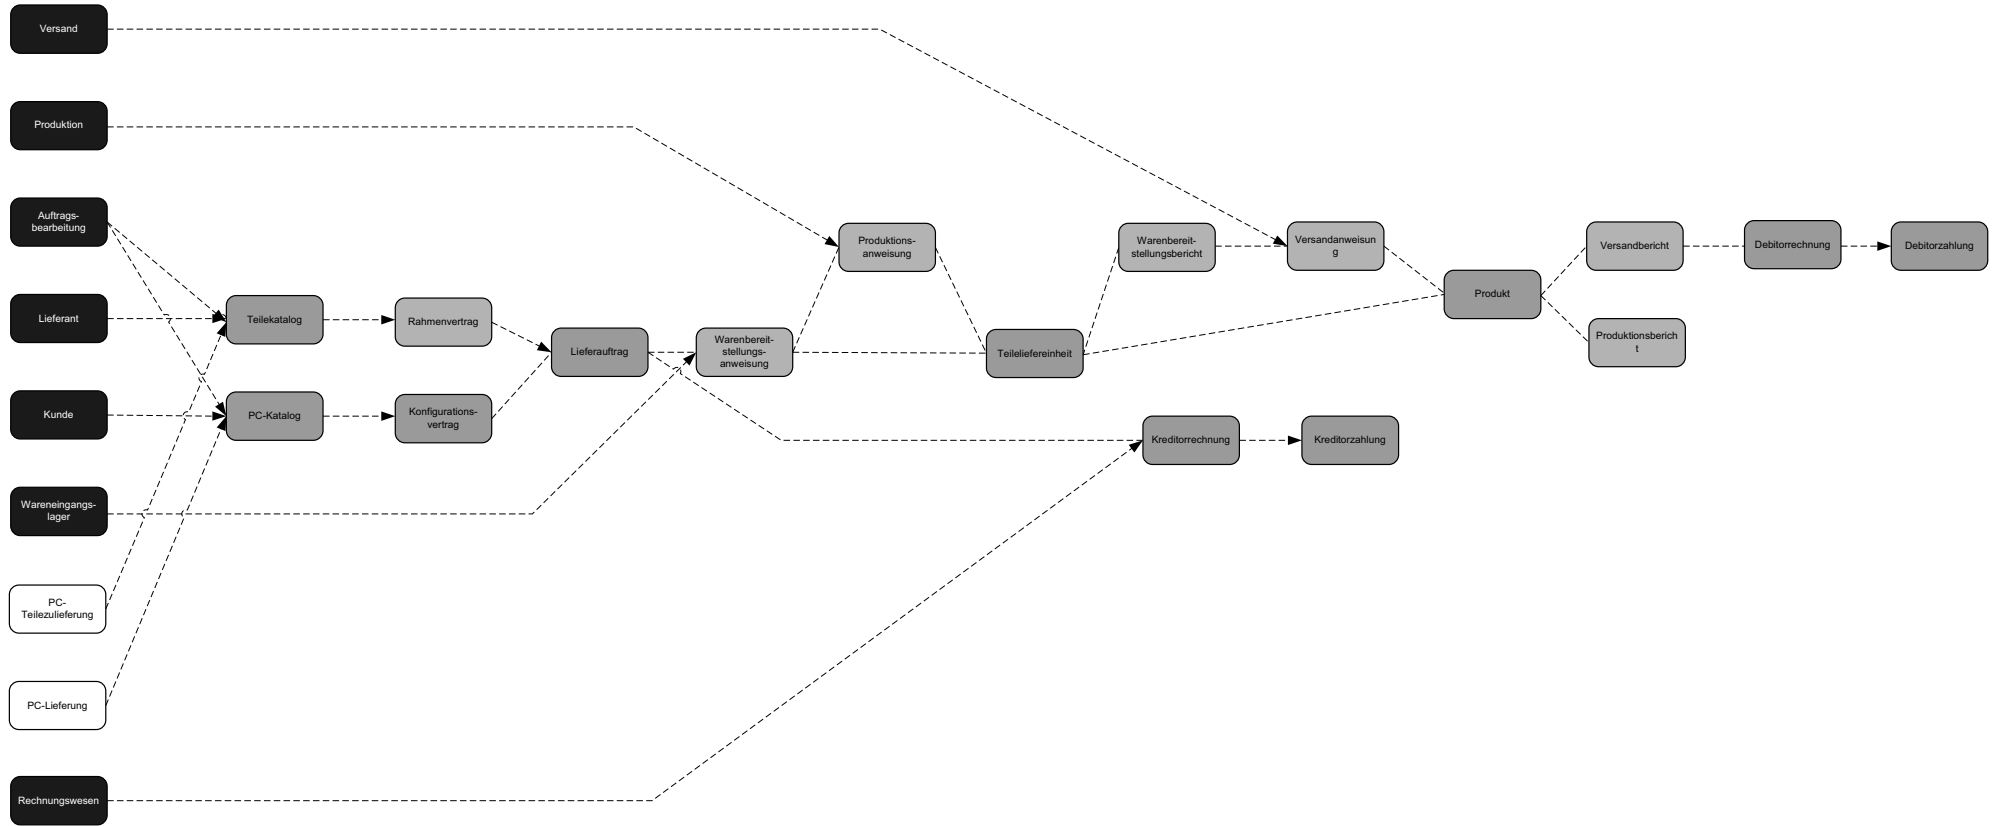 Versand
Produktion
Auftrags-
bearbeitung
Produktions-
anweisung
Warenbereit-
stellungsbericht
Versandanweisun
g
Versandbericht
Debitorrechnung
Debitorzahlung
Produkt
Lieferant
Teilekatalog
Rahmenvertrag
Lieferauftrag
Warenbereit-
stellungs-
anweisung
Teileliefereinheit
Produktionsberich
t
Kunde
PC-Katalog
Konfigurations-
vertrag
Kreditorrechnung
Kreditorzahlung
Wareneingangs-
lager
PC-
Teilezulieferung
PC-Lieferung
Rechnungswesen